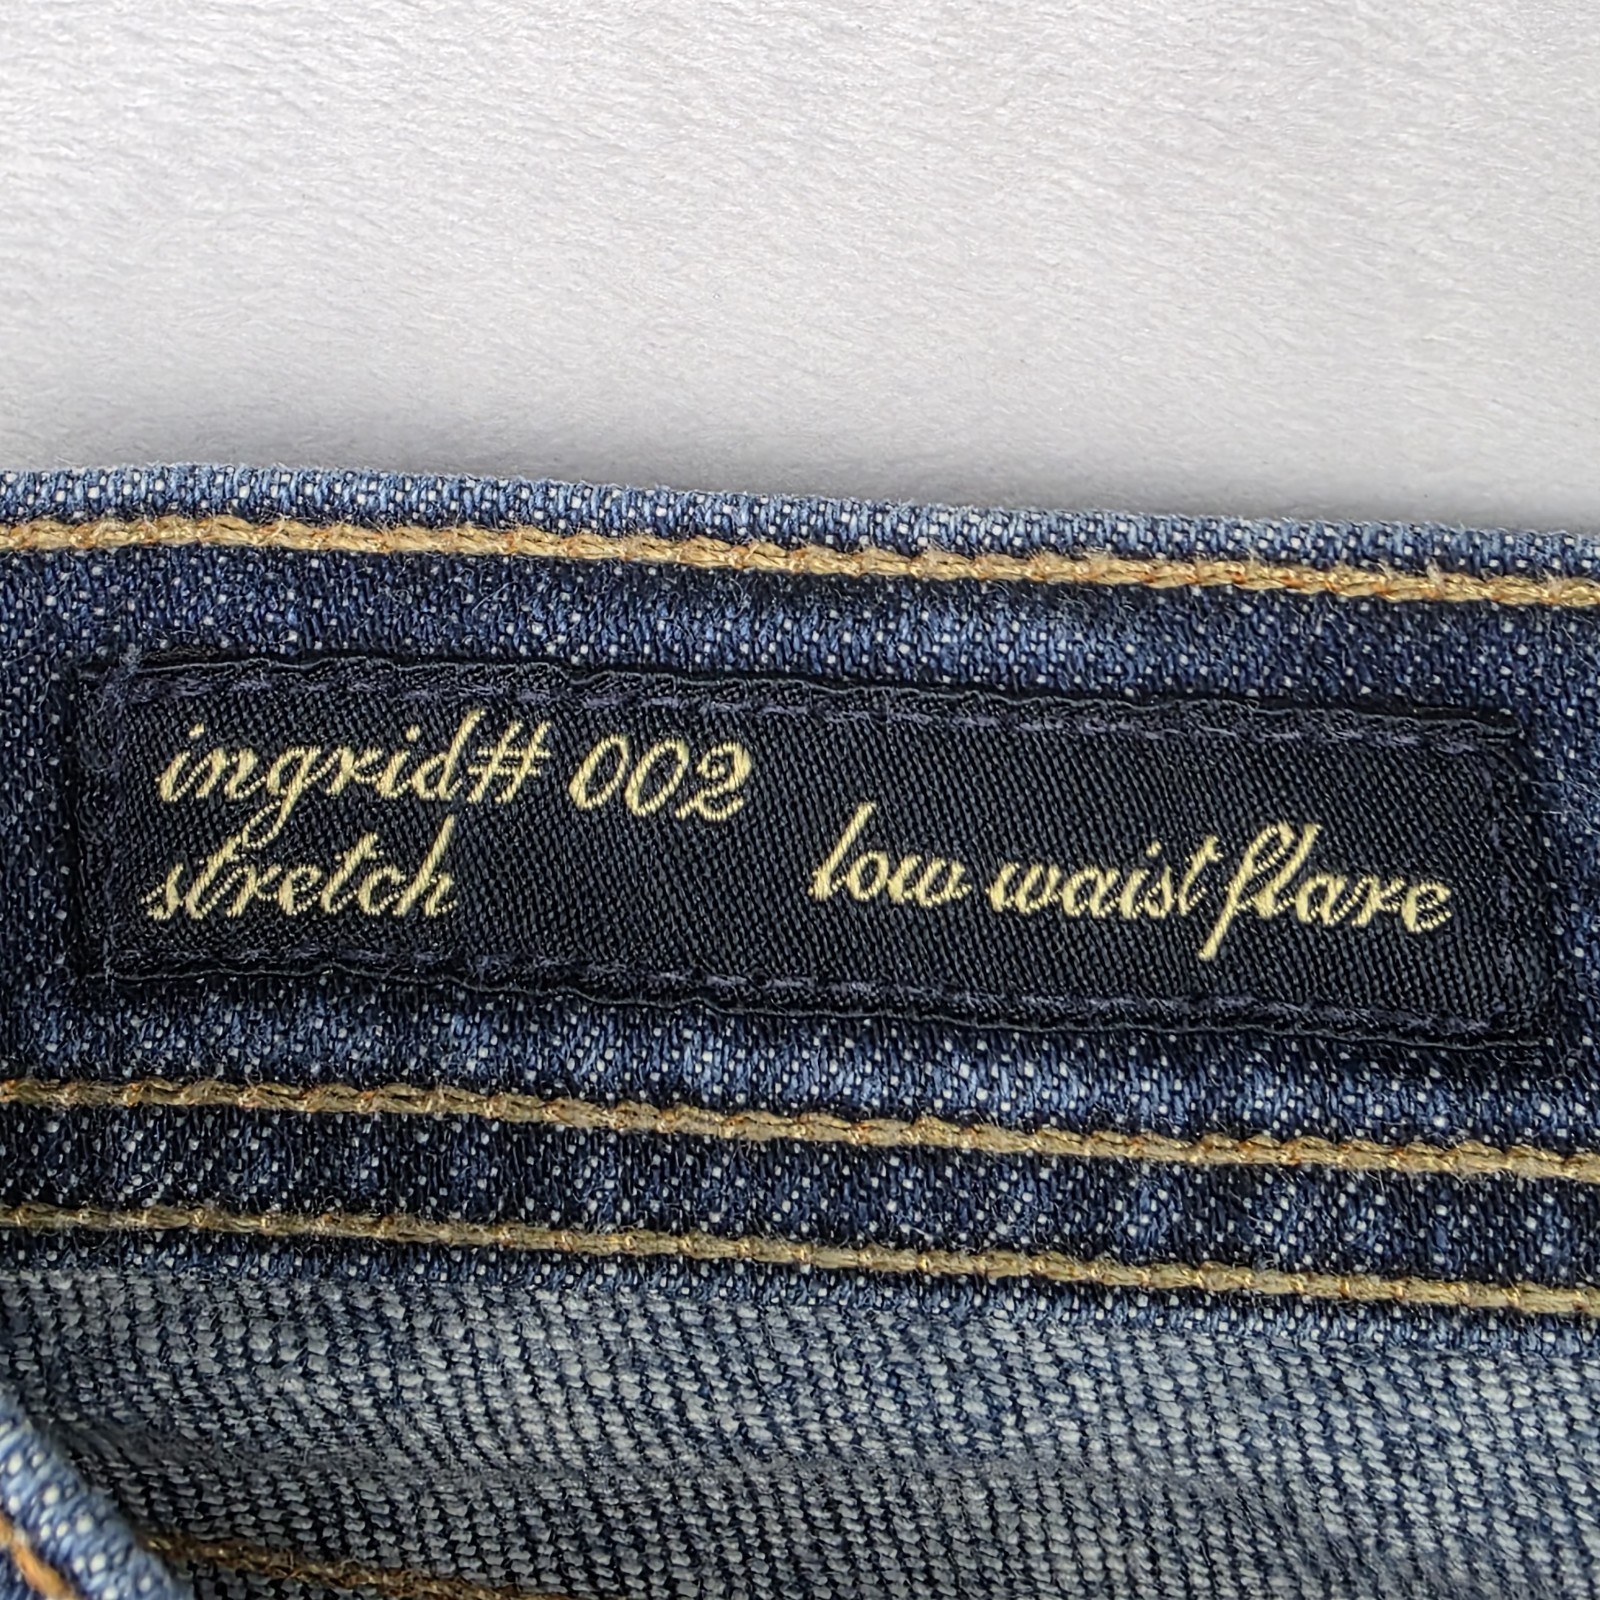 ingrid# 002
stretch
low waist flare